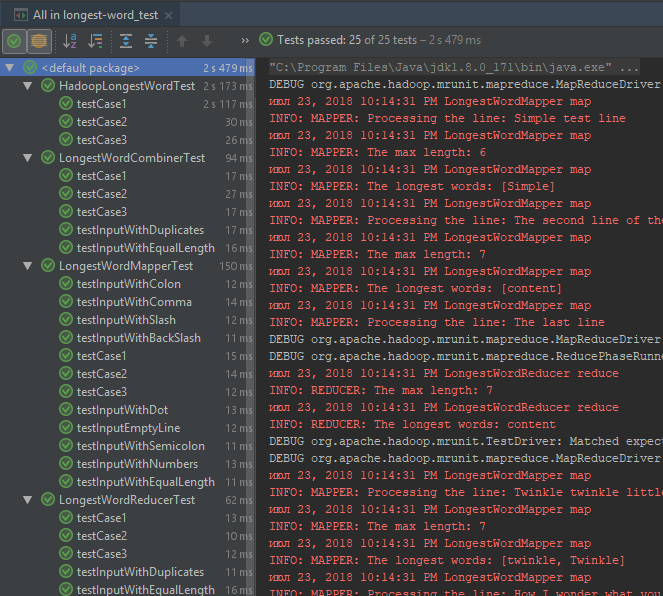 All in longest-word_test
Tests passed: 25 of 25 tests – 2 s 479 ms
<default package> 2 s 479 ms
HadoopLongestWordTest 2 s 173 ms
testCase1 2 s 117 ms
testCase2 30 ms
testCase3 26 ms
LongestWordCombinerTest 94 ms
testCase1 17 ms
testCase2 27 ms
testCase3 17 ms
testInputWithDuplicates 17 ms
testInputWithEqualLength 16 ms
LongestWordMapperTest 150 ms
testInputWithColon 12 ms
testInputWithComma 14 ms
testInputWithSlash 12 ms
testInputWithBackSlash 11 ms
testCase1 15 ms
testCase2 14 ms
testCase3 12 ms
testInputWithDot 13 ms
testInputEmptyLine 12 ms
testInputWithSemicolon 11 ms
testInputWithNumbers 13 ms
testInputWithEqualLength 11 ms
LongestWordReducerTest 62 ms
testCase1 13 ms
testCase2 10 ms
testCase3 12 ms
testInputWithDuplicates 11 ms
testInputWithEqualLength 16 ms
"C:\Program Files\Java\jdk1.8.0_171\bin\java.exe" ...
DEBUG org.apache.hadoop.mrunit.mapreduce.MapReduceDriver
июл 23, 2018 10:14:31 PM LongestWordMapper map
INFO: MAPPER: Processing the line: Simple test line
июл 23, 2018 10:14:31 PM LongestWordMapper map
INFO: MAPPER: The max length: 6
июл 23, 2018 10:14:31 PM LongestWordMapper map
INFO: MAPPER: The longest words: [Simple]
июл 23, 2018 10:14:31 PM LongestWordMapper map
INFO: MAPPER: Processing the line: The second line of the
июл 23, 2018 10:14:31 PM LongestWordMapper map
INFO: MAPPER: The max length: 7
июл 23, 2018 10:14:31 PM LongestWordMapper map
INFO: MAPPER: The longest words: [content]
июл 23, 2018 10:14:31 PM LongestWordMapper map
INFO: MAPPER: Processing the line: The last line
DEBUG org.apache.hadoop.mrunit.mapreduce.MapReduceDriver
DEBUG org.apache.hadoop.mrunit.mapreduce.ReducePhaseRunne
июл 23, 2018 10:14:31 PM LongestWordReducer reduce
INFO: REDUCER: The max length: 7
июл 23, 2018 10:14:31 PM LongestWordReducer reduce
INFO: REDUCER: The longest words: content
DEBUG org.apache.hadoop.mrunit.TestDriver: Matched expect
DEBUG org.apache.hadoop.mrunit.mapreduce.MapReduceDriver
июл 23, 2018 10:14:31 PM LongestWordMapper map
INFO: MAPPER: Processing the line: Twinkle twinkle littl
июл 23, 2018 10:14:31 PM LongestWordMapper map
INFO: MAPPER: The max length: 7
июл 23, 2018 10:14:31 PM LongestWordMapper map
INFO: MAPPER: The longest words: [twinkle, Twinkle]
июл 23, 2018 10:14:31 PM LongestWordMapper map
INFO: MAPPER: Processing the line: How I wonder what you